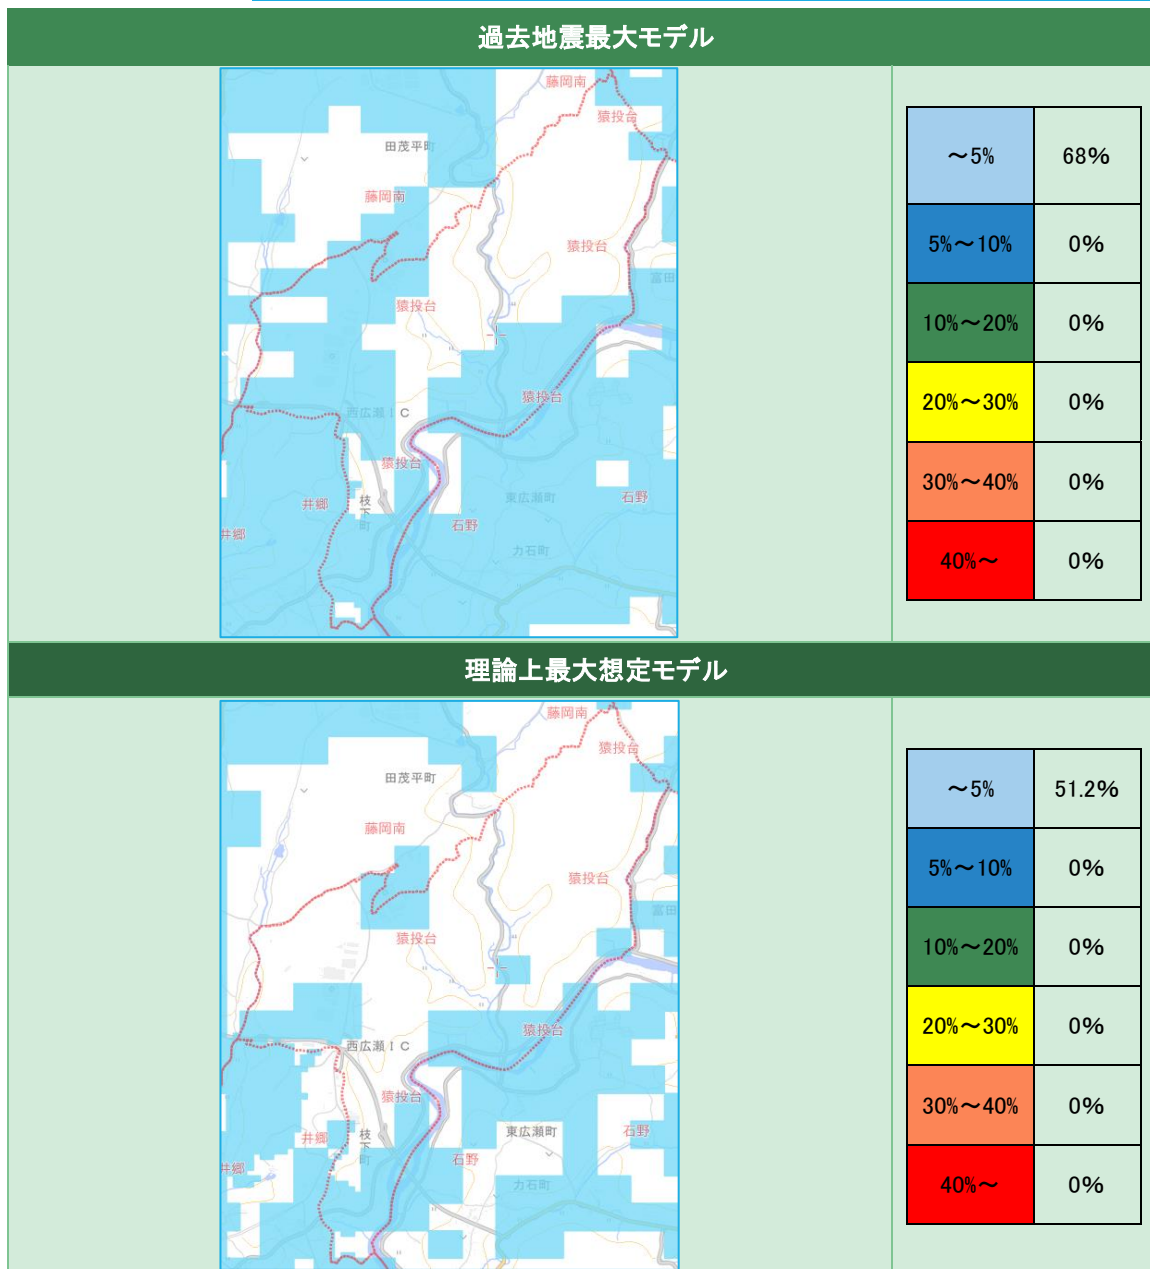 過去地震最大モデル
藤岡南
猿投台
田茂平町
藤岡南
猿投台
富田
猿投台
猿投台
西広瀬IC
猿投台
井郷
枝下町
東広瀬町
石野
石野
井郷
力石町
～5% 68%
5%～10% 0%
10%～20% 0%
20%～30% 0%
30%～40% 0%
40%～ 0%
理論上最大想定モデル
藤岡南
猿投台
田茂平町
藤岡南
猿投台
富田
猿投台
猿投台
西広瀬IC
猿投台
井郷
枝下町
東広瀬町
石野
石野
井郷
力石町
～5% 51.2%
5%～10% 0%
10%～20% 0%
20%～30% 0%
30%～40% 0%
40%～ 0%